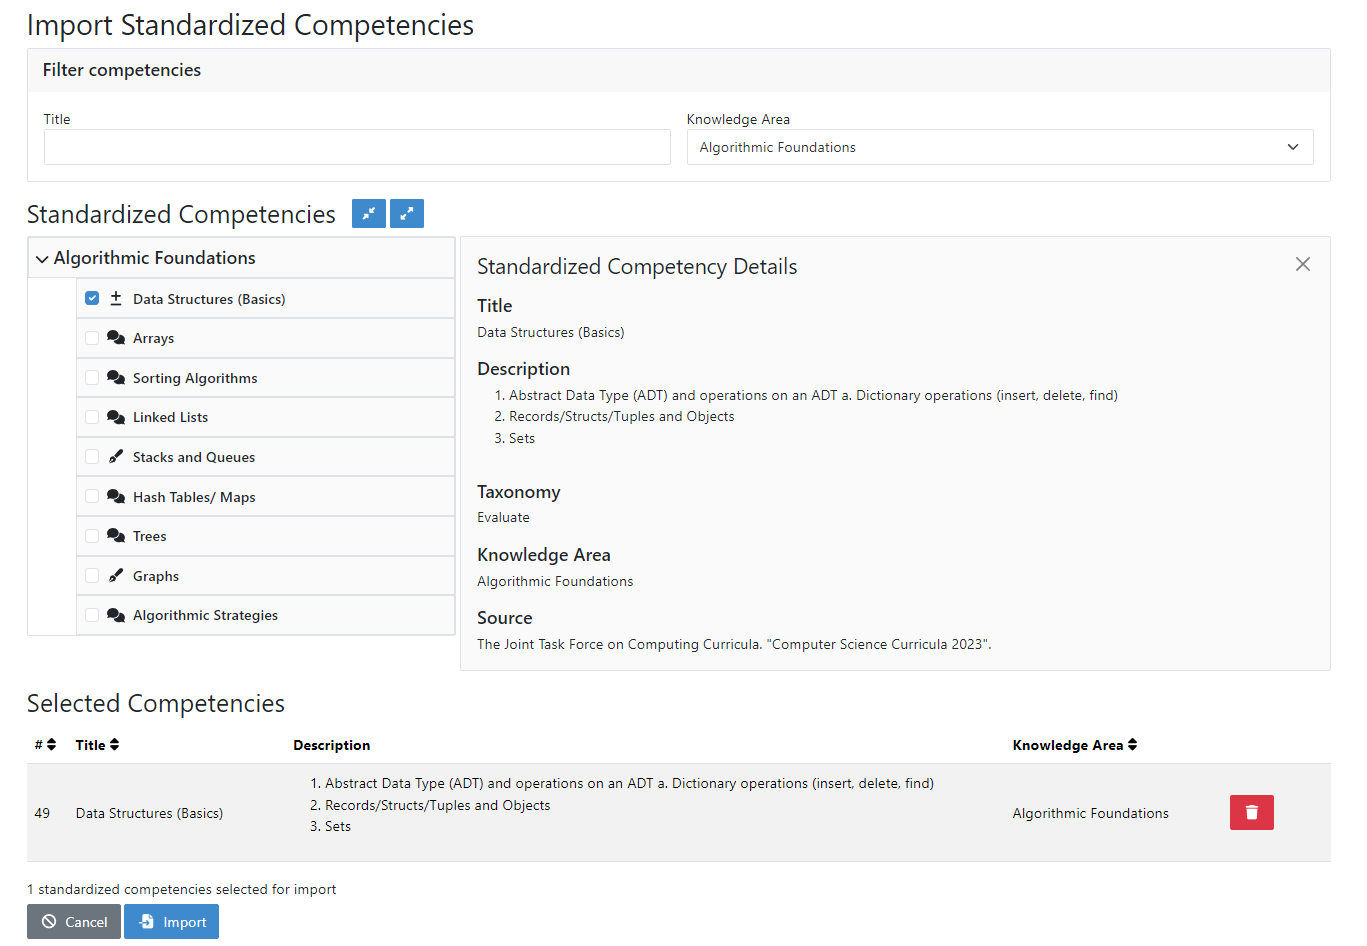 Import Standardized Competencies
Filter competencies
Title
Knowledge Area
Algorithmic Foundations
Standardized Competencies
Algorithmic Foundations
Data Structures (Basics)
Arrays
Sorting Algorithms
Linked Lists
Stacks and Queues
Hash Tables/ Maps
Trees
Graphs
Algorithmic Strategies
Standardized Competency Details
Title
Data Structures (Basics)
Description
1. Abstract Data Type (ADT) and operations on an ADT a. Dictionary operations (insert, delete, find)
2. Records/Structs/Tuples and Objects
3. Sets
Taxonomy
Evaluate
Knowledge Area
Algorithmic Foundations
Source
The Joint Task Force on Computing Curricula. "Computer Science Curricula 2023".
Selected Competencies
# Title Description Knowledge Area
1. Abstract Data Type (ADT) and operations on an ADT a. Dictionary operations (insert, delete, find)
2. Records/Structs/Tuples and Objects
49 Data Structures (Basics) Algorithmic Foundations
3. Sets
1 standardized competencies selected for import
Cancel Import